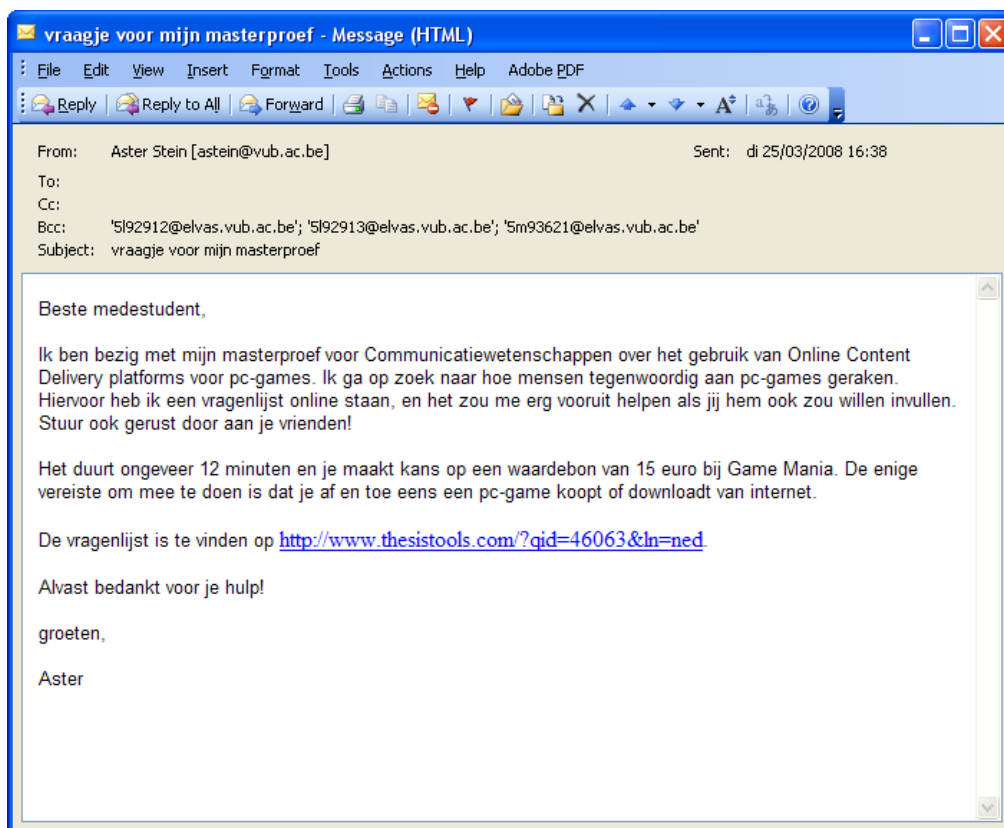 vraagje voor mijn masterproef - Message (HTML)
File Edit View Insert Format Tools Actions Help Adobe PDF
Reply Reply to All Forward
From: Aster Stein [astein@vub.ac.be] Sent: di 25/03/2008 16:38
To:
Cc:
Bcc: '5l92912@elvas.vub.ac.be'; '5l92913@elvas.vub.ac.be'; '5m93621@elvas.vub.ac.be'
Subject: vraagje voor mijn masterproef
Beste medestudent,
Ik ben bezig met mijn masterproef voor Communicatiewetenschappen over het gebruik van Online Content
Delivery platforms voor pc-games. Ik ga op zoek naar hoe mensen tegenwoordig aan pc-games geraken.
Hiervoor heb ik een vragenlijst online staan, en het zou me erg vooruit helpen als jij hem ook zou willen invullen.
Stuur ook gerust door aan je vrienden!
Het duurt ongeveer 12 minuten en je maakt kans op een waardebon van 15 euro bij Game Mania. De enige
vereiste om mee te doen is dat je af en toe eens een pc-game koopt of downloadt van internet.
De vragenlijst is te vinden op http://www.thesistools.com/?qid=46063&ln=ned.
Alvast bedankt voor je hulp!
groeten,
Aster